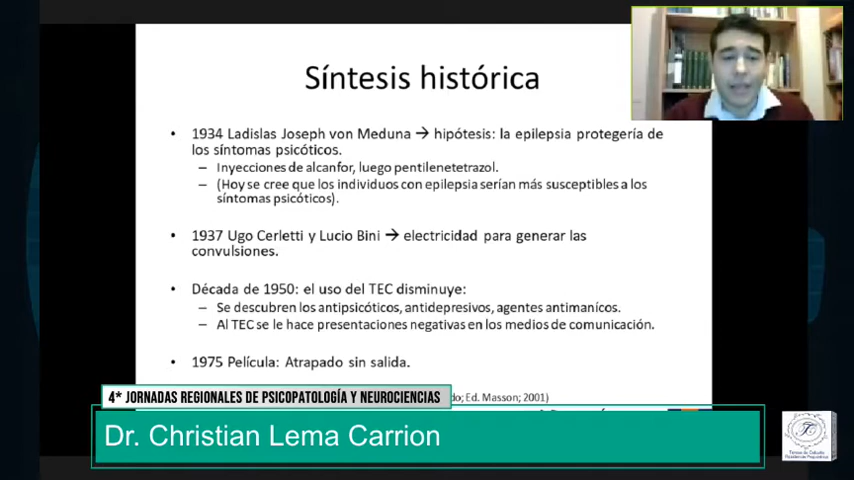 Síntesis histórica
• 1934 Ladislas Joseph von Meduna → hipótesis: la epilepsia protegería de
los síntomas psicóticos.
– Inyecciones de alcanfor, luego pentilenetetrazol.
– (Hoy se cree que los individuos con epilepsia serían más susceptibles a los
síntomas psicóticos).
• 1937 Ugo Cerletti y Lucio Bini → electricidad para generar las
convulsiones.
• Década de 1950: el uso del TEC disminuye:
– Se descubren los antipsicóticos, antidepresivos, agentes antimanícos.
– Al TEC se le hace presentaciones negativas en los medios de comunicación.
• 1975 Película: Atrapado sin salida.
do; Ed. Masson; 2001)
4* JORNADAS REGIONALES DE PSICOPATOLOGÍA Y NEUROCIENCIAS
Dr. Christian Lema Carrion